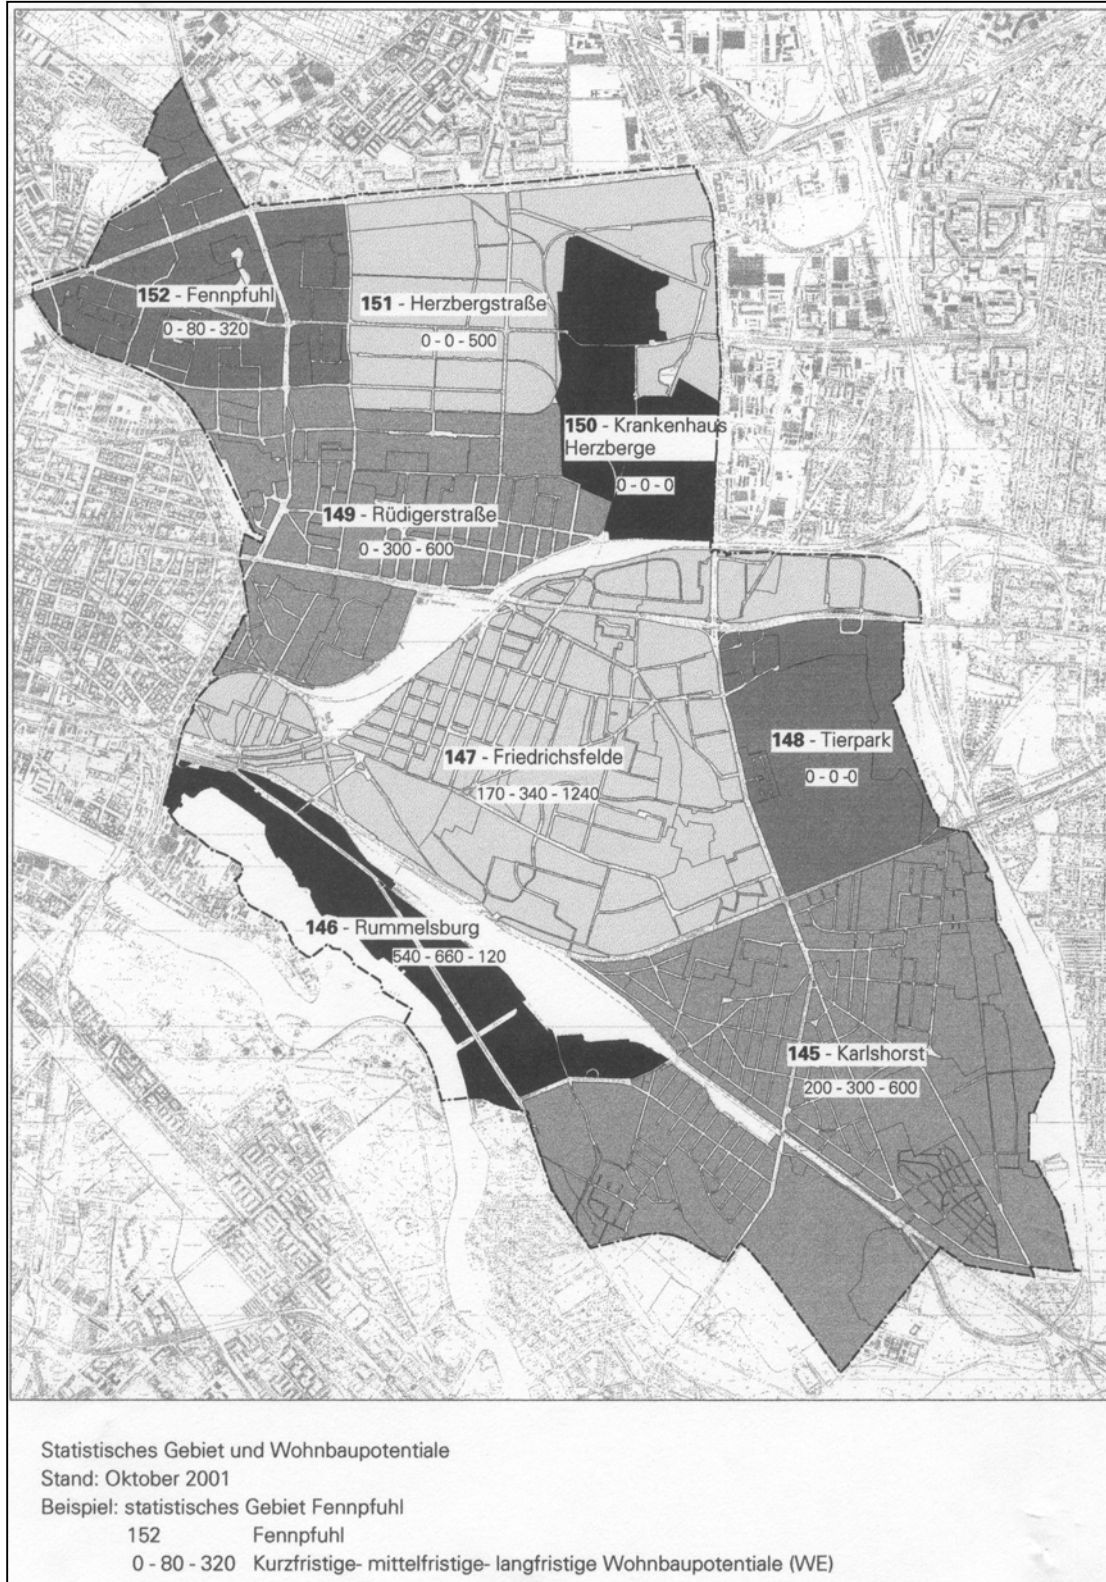 152 - Fennpfuhl
0 - 80 - 320
151 - Herzbergstraße
0 - 0 - 500
150 - Krankenhaus
Herzberge
0 - 0 - 0
149 - Rüdigerstraße
0 - 300 - 600
148 - Tierpark
0 - 0 -0
147 - Friedrichsfelde
170 - 340 - 1240
146 - Rummelsburg
540 - 660 - 120
145 - Karlshorst
200 - 300 - 600
Statistisches Gebiet und Wohnbaupotentiale
Stand: Oktober 2001
Beispiel: statistisches Gebiet Fennpfuhl
152 Fennpfuhl
0 - 80 - 320 Kurzfristige- mittelfristige- langfristige Wohnbaupotentiale (WE)